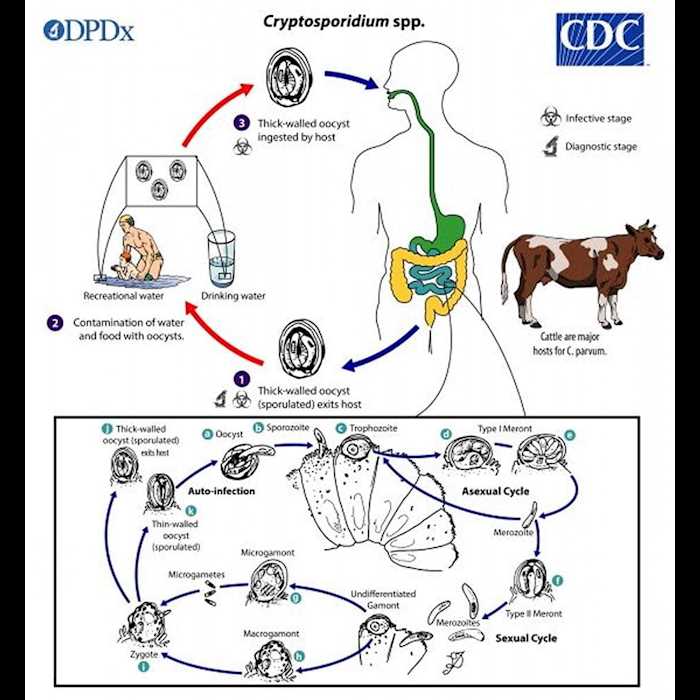 DPDx
Cryptosporidium spp.
CDC
3 Thick-walled oocyst
ingested by host
Infective stage
Diagnostic stage
Recreational water
Drinking water
2 Contamination of water
and food with oocysts.
Cattle are major
hosts for C. parvum.
1 Thick-walled oocyst
(sporulated) exits host
j Thick-walled
oocyst (sporulated)
exits host
a Oocyst
b Sporozoite
c Trophozoite
d
Type I Meront
e
Auto-infection
Asexual Cycle
k
Thin-walled
oocyst
(sporulated)
Merozoite
Microgamont
Microgametes
g
Undifferentiated
Gamont
f
Type II Meront
Merozoites
Sexual Cycle
Macrogamont
h
Zygote
i